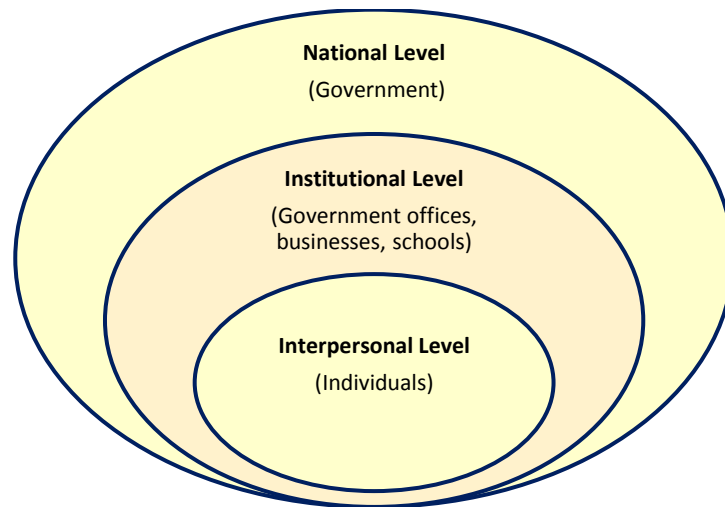 National Level
(Government)
Institutional Level
(Government offices,
businesses, schools)
Interpersonal Level
(Individuals)